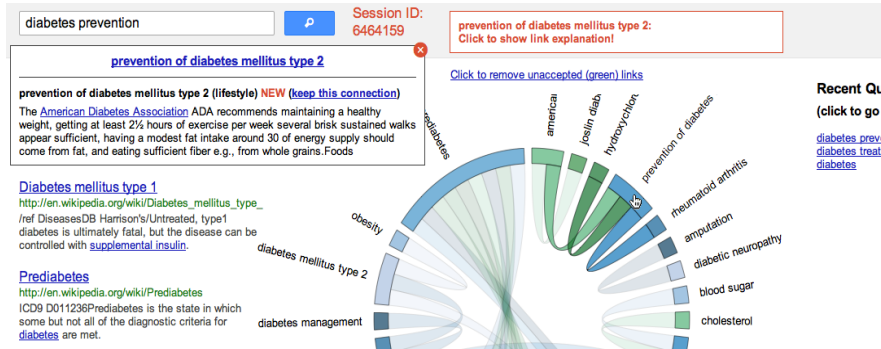 diabetes prevention
Session ID:
6464159
prevention of diabetes mellitus type 2:
Click to show link explanation!
prevention of diabetes mellitus type 2
prevention of diabetes mellitus type 2 (lifestyle) NEW (keep this connection)
The American Diabetes Association ADA recommends maintaining a healthy
weight, getting at least 2½ hours of exercise per week several brisk sustained walks
appear sufficient, having a modest fat intake around 30 of energy supply should
come from fat, and eating sufficient fiber e.g., from whole grains.Foods
Click to remove unaccepted (green) links
Recent Qu
(click to go
diabetes prev
diabetes treat
diabetes
Diabetes mellitus type 1
http://en.wikipedia.org/wiki/Diabetes_mellitus_type_
/ref DiseasesDB Harrison's/Untreated, type1
diabetes is ultimately fatal, but the disease can be
controlled with supplemental insulin.
Prediabetes
http://en.wikipedia.org/wiki/Prediabetes
ICD9 D011236Prediabetes is the state in which
some but not all of the diagnostic criteria for
diabetes are met.
prediabetes
obesity
diabetes mellitus type 2
diabetes management
american
joslin diab
hydroxychlor
prevention of diabetes
rheumatoid arthritis
amputation
diabetic neuropathy
blood sugar
cholesterol